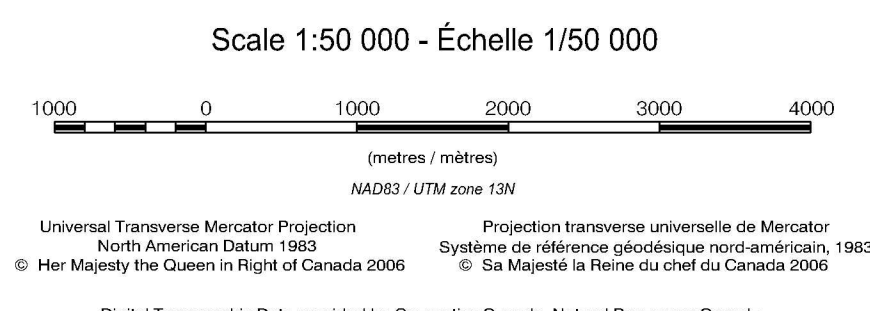 Scale 1:50 000 - Échelle 1/50 000
1000 0 1000 2000 3000 4000
(metres / mètres)
NAD83 / UTM zone 13N
Universal Transverse Mercator Projection
North American Datum 1983
© Her Majesty the Queen in Right of Canada 2006
Projection transverse universelle de Mercator
Système de référence géodésique nord-américain, 1983
© Sa Majesté la Reine du chef du Canada 2006